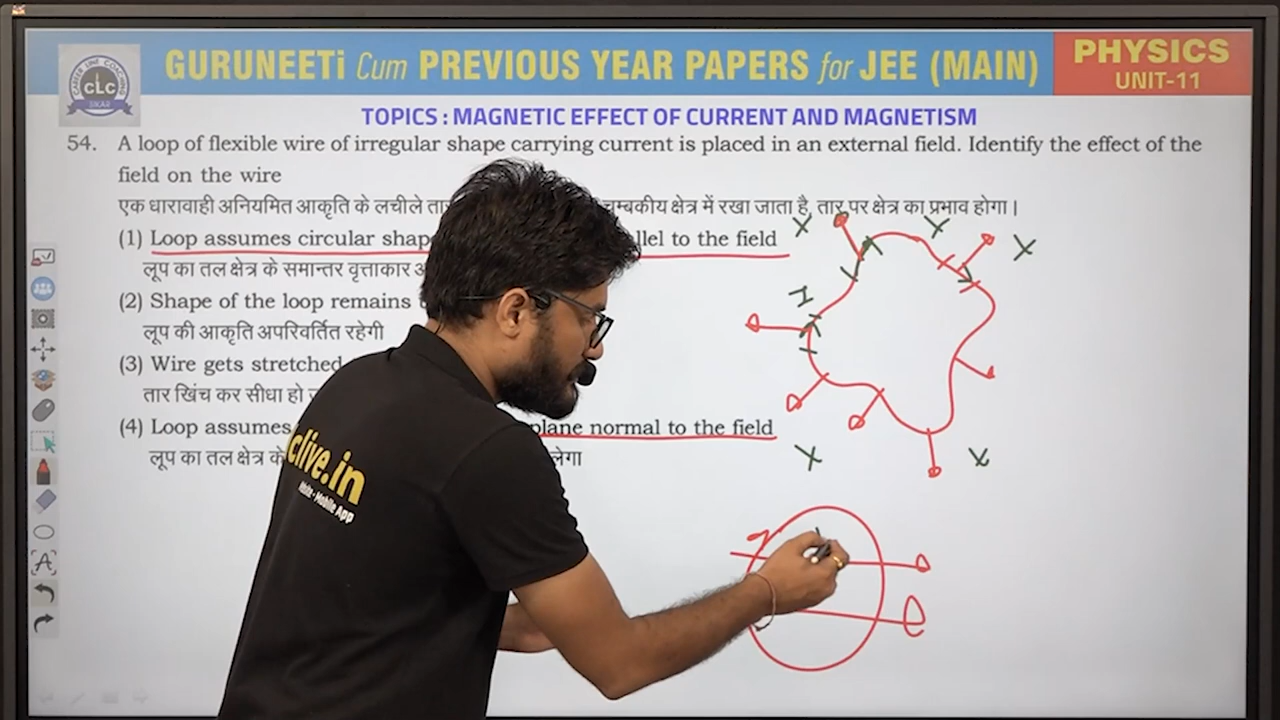 GURUNEETi Cum PREVIOUS YEAR PAPERS for JEE (MAIN)
PHYSICS
UNIT-11
CLC
SIKAR
TOPICS : MAGNETIC EFFECT OF CURRENT AND MAGNETISM
54. A loop of flexible wire of irregular shape carrying current is placed in an external field. Identify the effect of the
field on the wire
एक धारावाही अनियमित आकृति के लचीले चुम्बकीय क्षेत्र में रखा जाता है, तार पर क्षेत्र का प्रभाव होगा।
(1) Loop assumes circular to the field
लूप का तल क्षेत्र के समान्तर वृत्ताकार
(2) Shape of the loop remains
लूप की आकृति अपरिवर्तित रहेगी
(3) Wire gets stretched
तार खिंच कर सीधा हो
(4) Loop assumes plane normal to the field
लूप का तल क्षेत्र के
clive.in
Mobile App